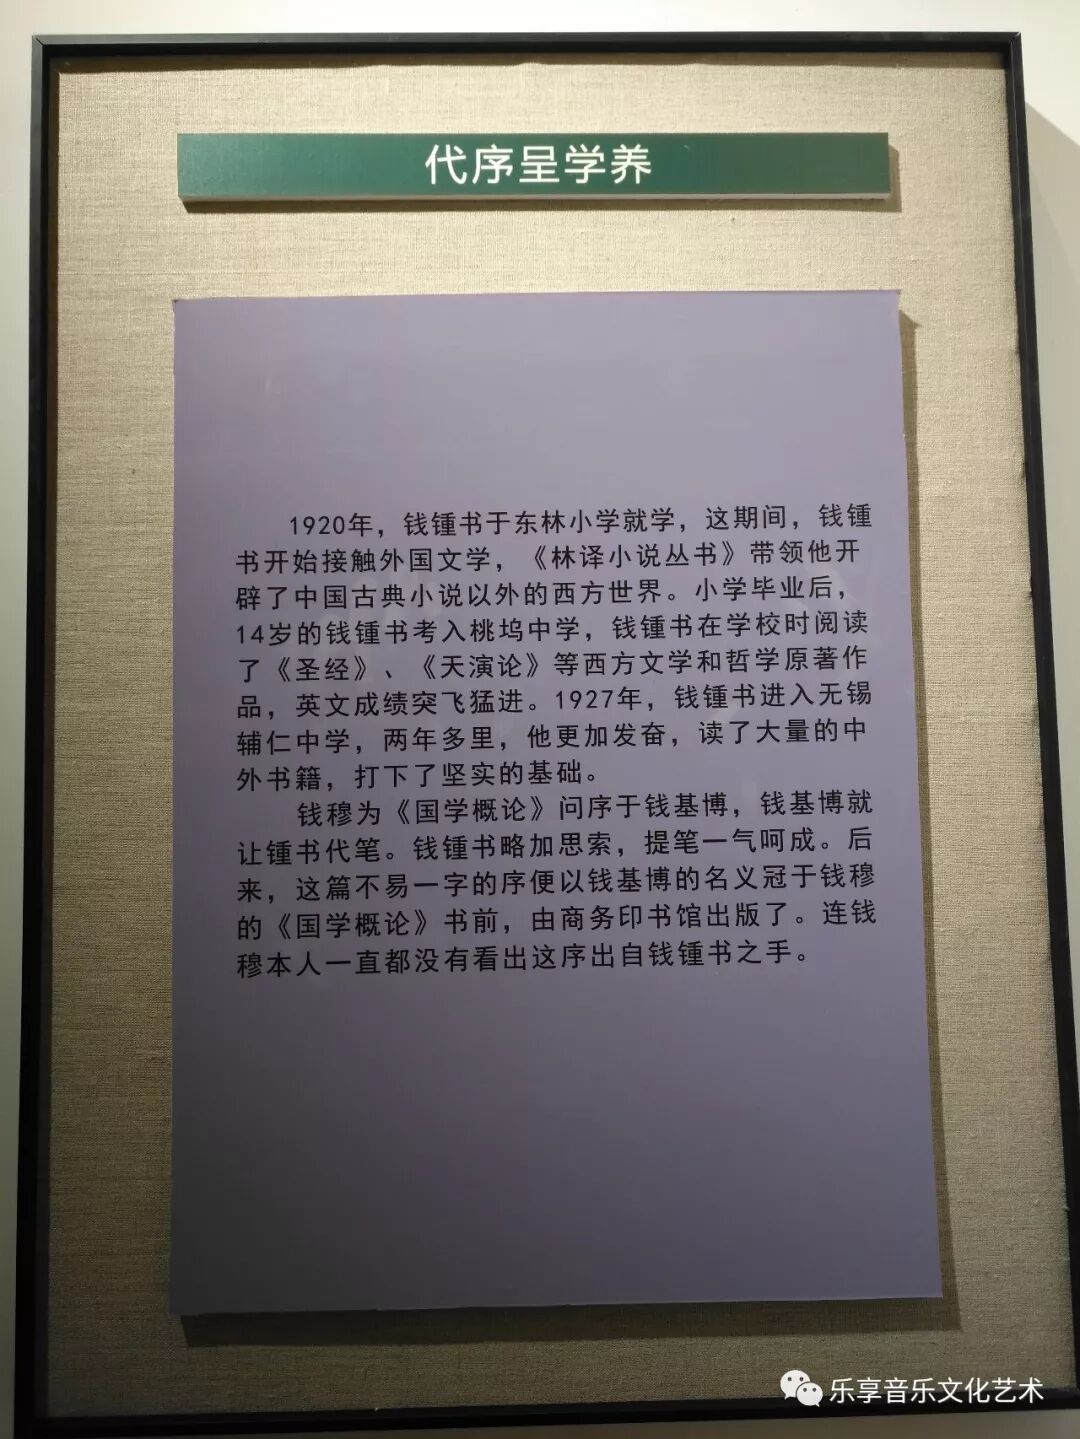 代序呈学养
1920年，钱锺书于东林小学就学，这期间，钱锺
书开始接触外国文学，《林译小说丛书》带领他开
辟了中国古典小说以外的西方世界。小学毕业后，
14岁的钱锺书考入桃坞中学，钱锺书在学校时阅读
了《圣经》、《天演论》等西方文学和哲学原著作
品，英文成绩突飞猛进。1927年，钱锺书进入无锡
辅仁中学，两年多里，他更加发奋，读了大量的中
外书籍，打下了坚实的基础。
钱穆为《国学概论》问序于钱基博，钱基博就
让锺书代笔。钱锺书略加思索，提笔一气呵成。后
来，这篇不易一字的序便以钱基博的名义冠于钱穆
的《国学概论》书前，由商务印书馆出版了。连钱
穆本人一直都没有看出这序出自钱锺书之手。
乐享音乐文化艺术